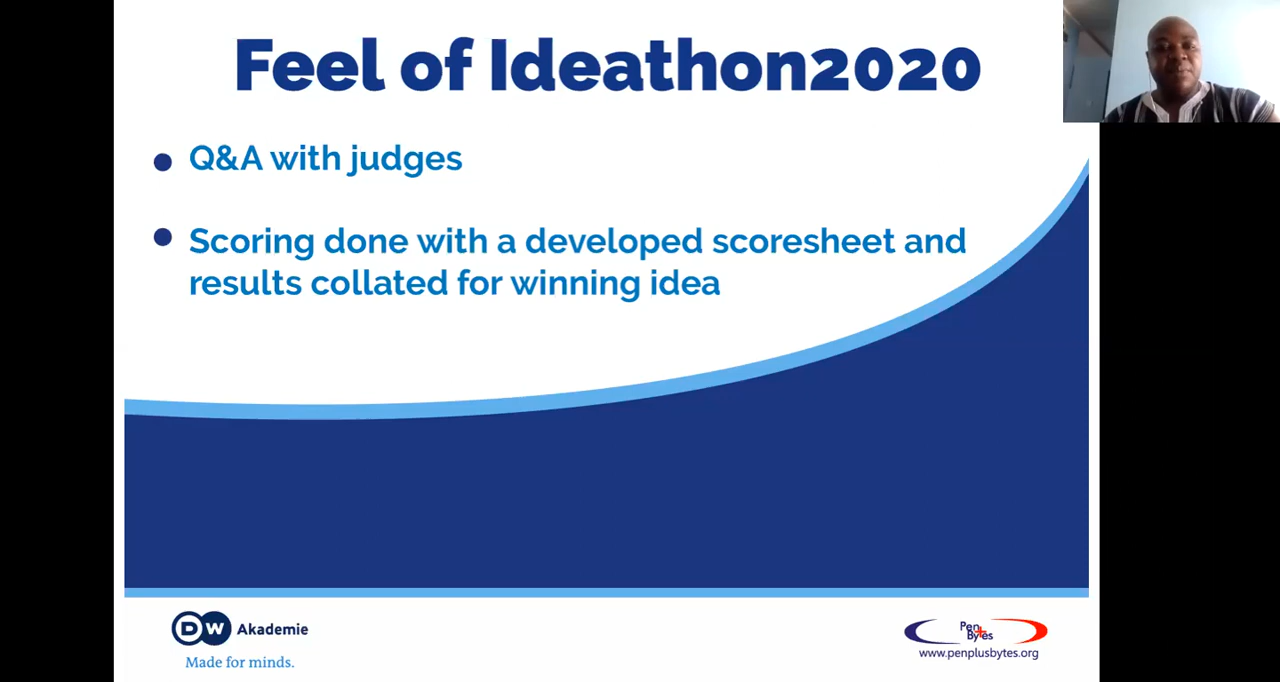 Feel of Ideathon2020
Q&A with judges
Scoring done with a developed scoresheet and
results collated for winning idea
DW Akademie
Made for minds.
Pen
Bytes
www.penplusbytes.org